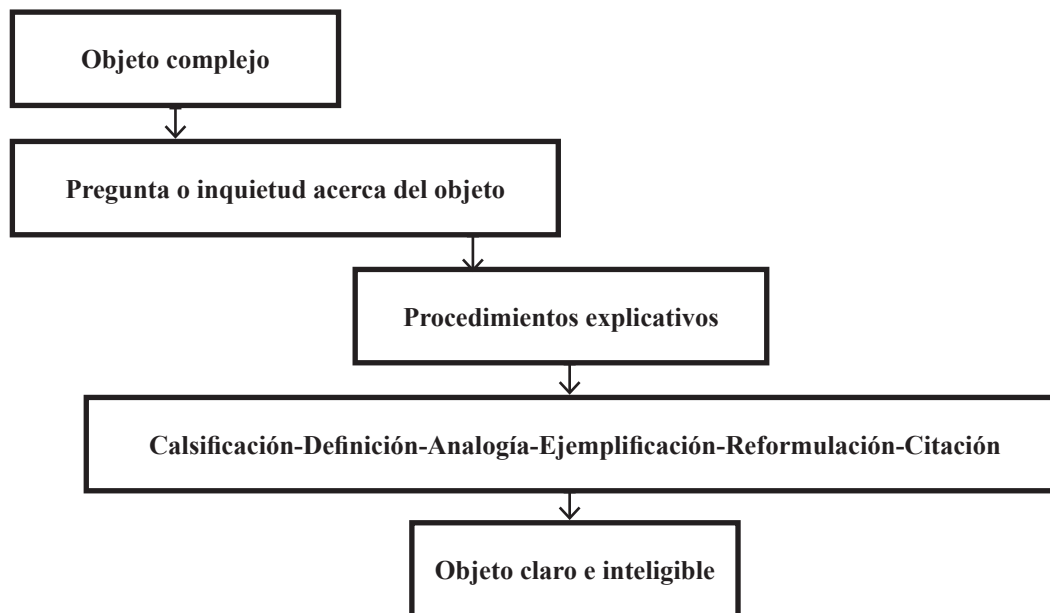 Objeto complejo
Pregunta o inquietud acerca del objeto
Procedimientos explicativos
Calsificación-Definición-Analogía-Ejemplificación-Reformulación-Citación
Objeto claro e inteligible